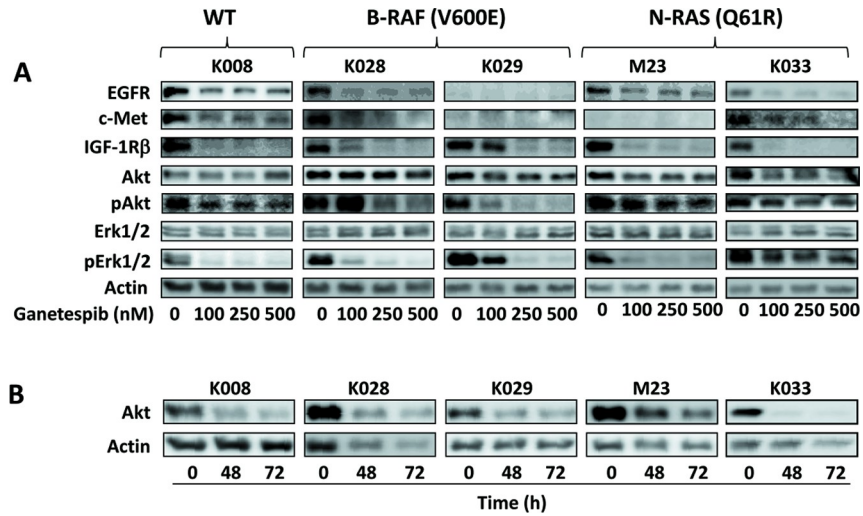 WT B-RAF (V600E) N-RAS (Q61R)
A K008 K028 K029 M23 K033
EGFR
c-Met
IGF-1Rβ
Akt
pAkt
Erk1/2
pErk1/2
Actin
Ganetespib (nM) 0 100 250 500 0 100 250 500 0 100 250 500 0 100 250 500 0 100 250 500
B K008 K028 K029 M23 K033
Akt
Actin
0 48 72 0 48 72 0 48 72 0 48 72 0 48 72
Time (h)